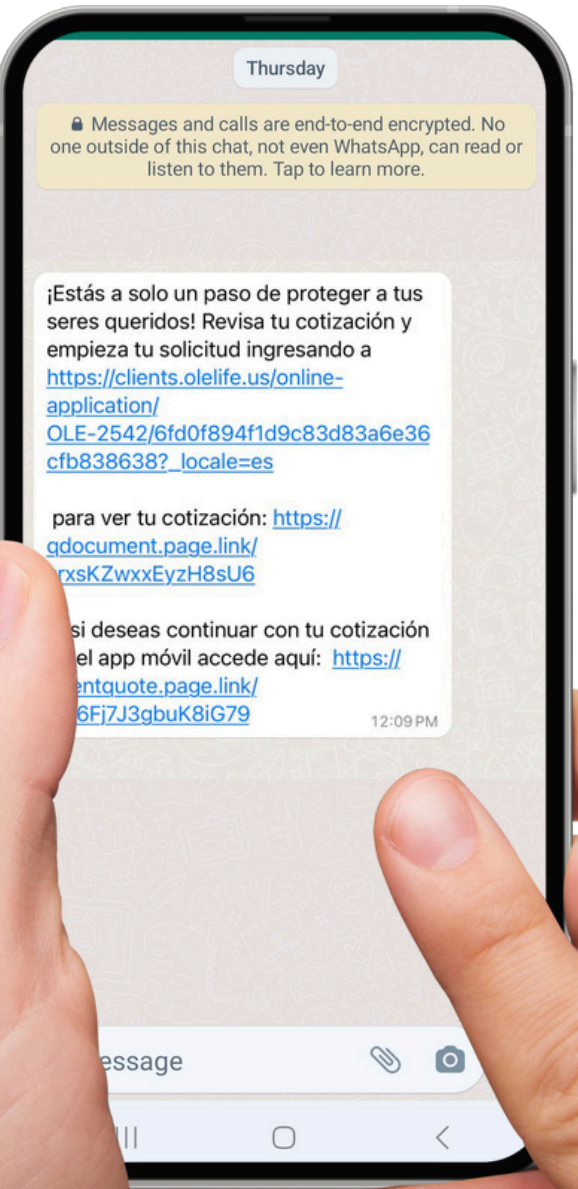 Thursday
Messages and calls are end-to-end encrypted. No
one outside of this chat, not even WhatsApp, can read or
listen to them. Tap to learn more.
¡Estás a solo un paso de proteger a tus
seres queridos! Revisa tu cotización y
empieza tu solicitud ingresando a
https://clients.olelife.us/online-
application/
OLE-2542/6fd0f894f1d9c83d83a6e36
cfb838638?_locale=es
para ver tu cotización: https://
qdocument.page.link/
rxsKZwxxEyzH8sU6
si deseas continuar con tu cotización
el app móvil accede aquí: https://
entquote.page.link/
6Fj7J3gbuK8iG79
12:09 PM
essage